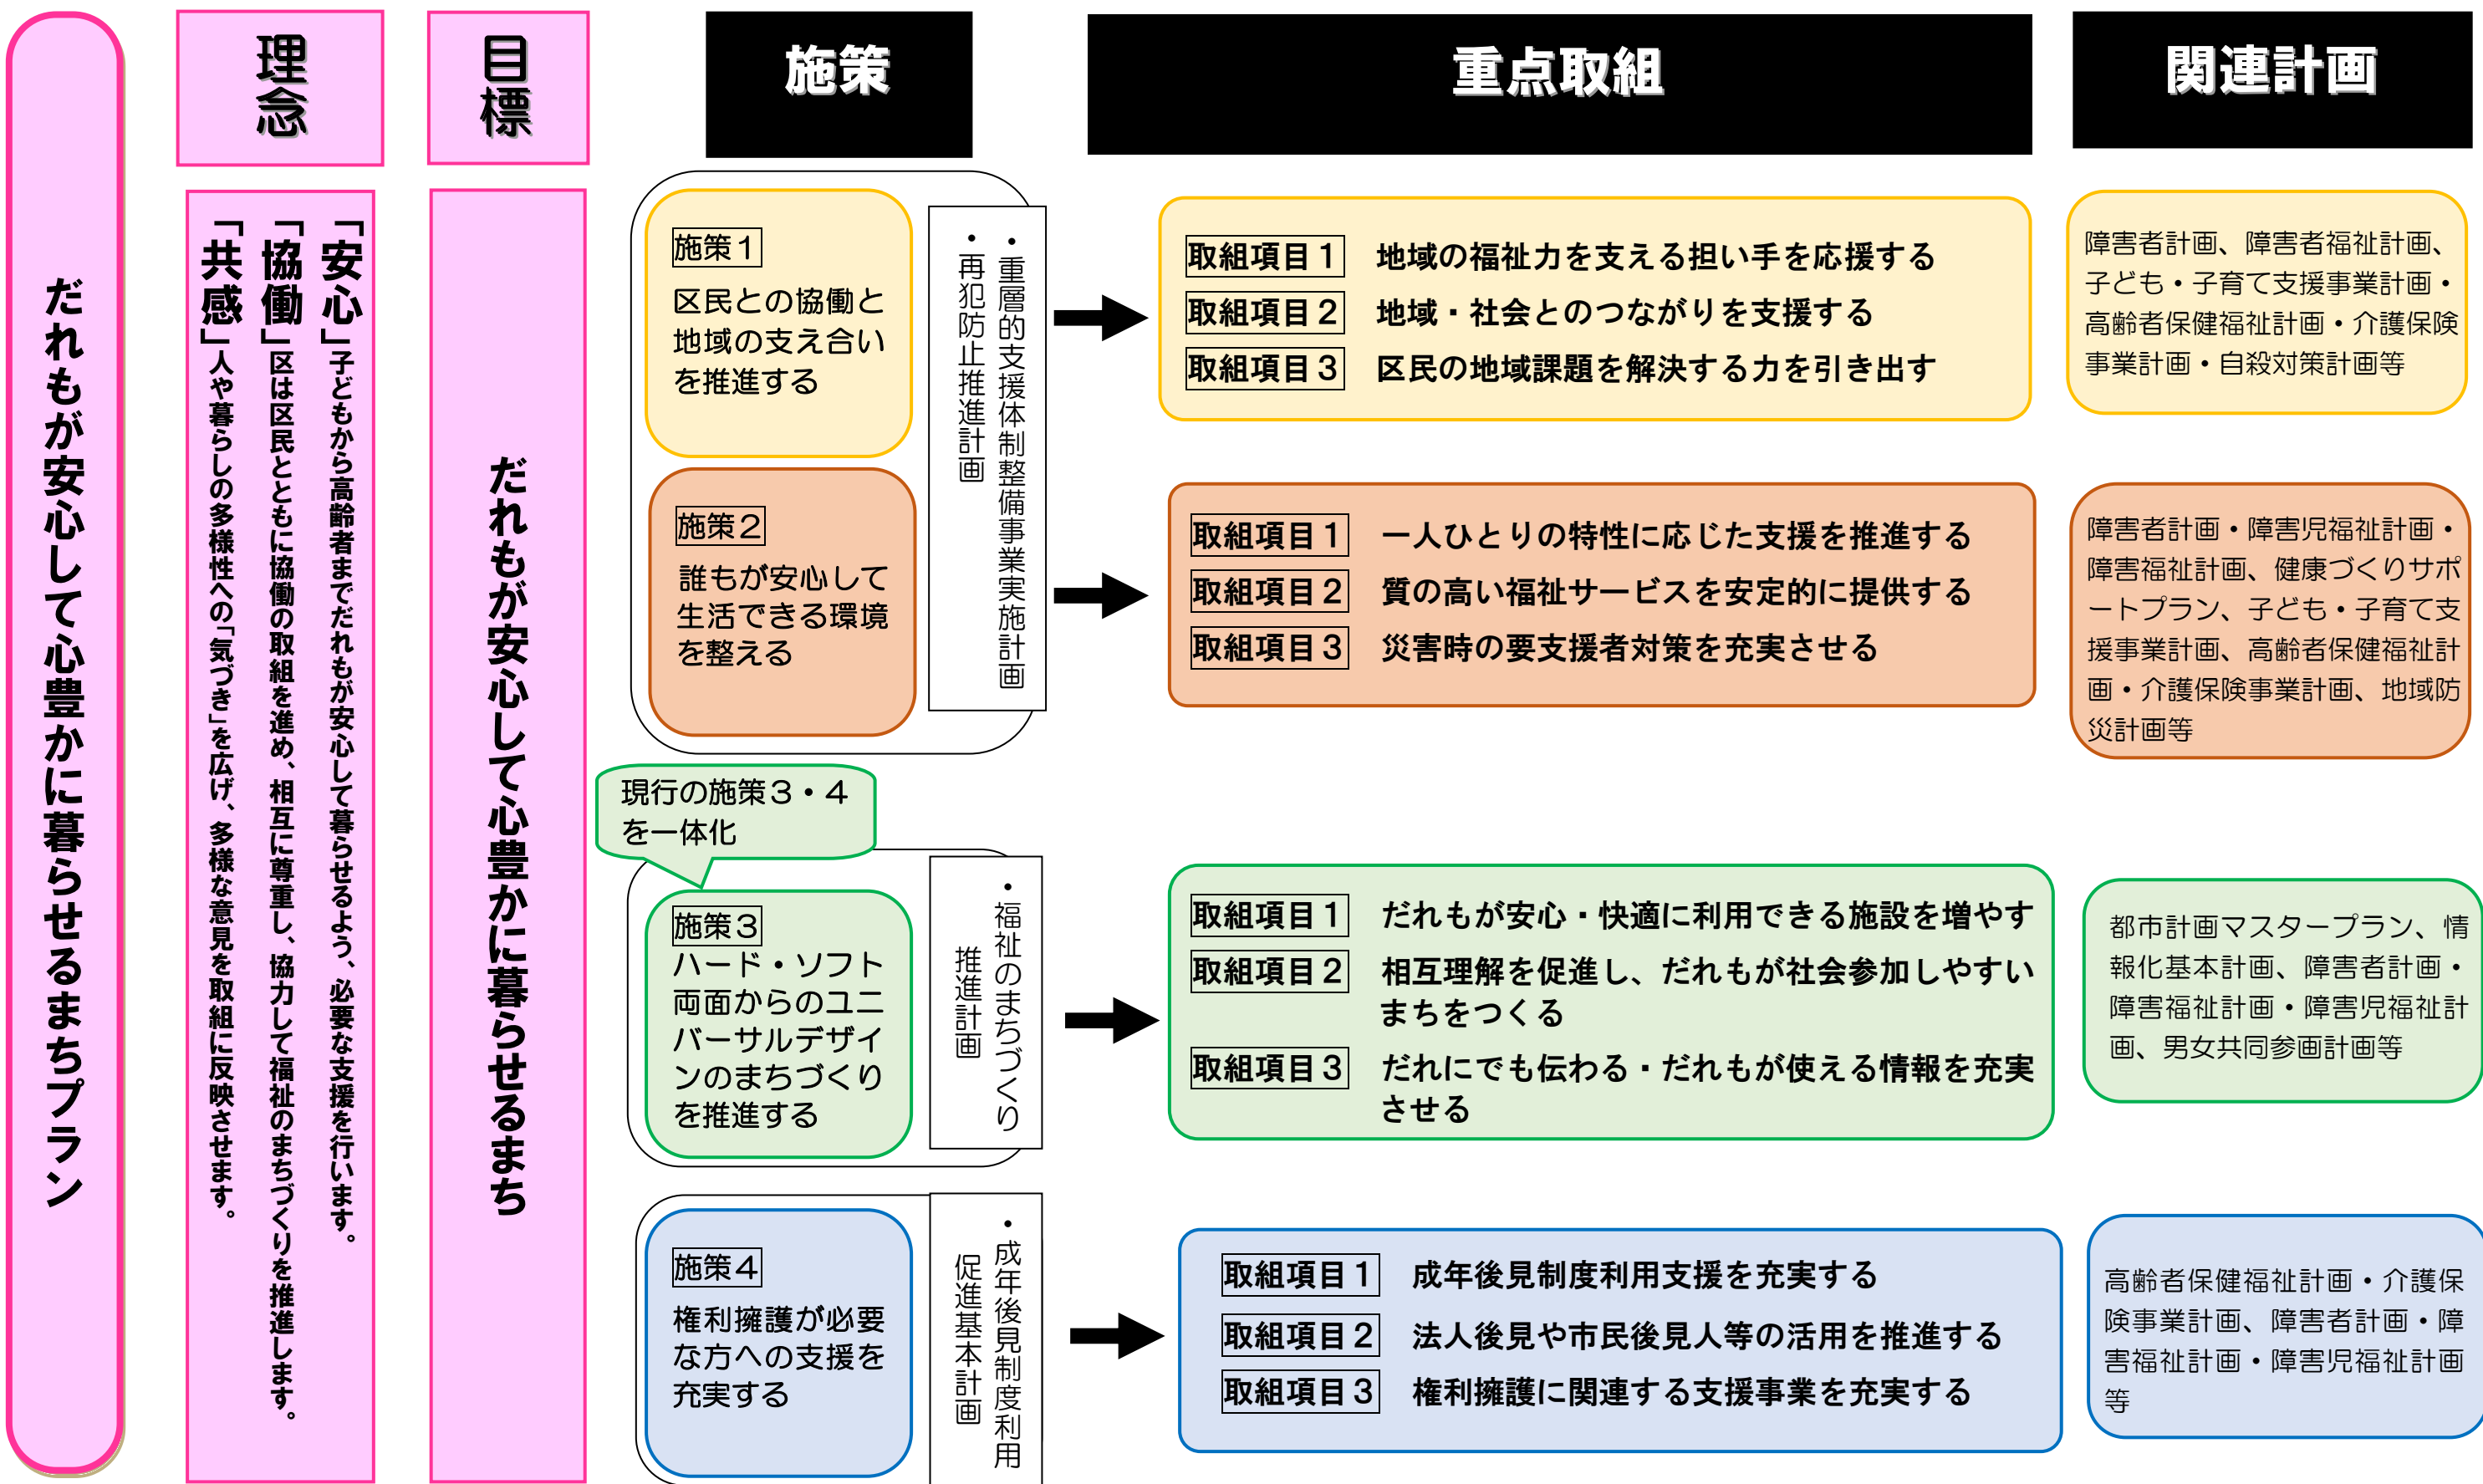 だれもが安心して心豊かに暮らせるまちプラン
理念
「安心」子どもから高齢者までだれもが安心して暮らせるよう、必要な支援を行います。
「協働」区は区民とともに協働の取組を進め、相互に尊重し、協力して福祉のまちづくりを推進します。
「共感」人や暮らしの多様性への「気づき」を広げ、多様な意見を取組に反映させます。
目標
だれもが安心して心豊かに暮らせるまち
施策
重点取組
関連計画
施策1
区民との協働と
地域の支え合い
を推進する
施策2
誰もが安心して
生活できる環境
を整える
・重層的支援体制整備事業実施計画
・再犯防止推進計画
取組項目1 地域の福祉力を支える担い手を応援する
取組項目2 地域・社会とのつながりを支援する
取組項目3 区民の地域課題を解決する力を引き出す
障害者計画、障害者福祉計画、
子ども・子育て支援事業計画・
高齢者保健福祉計画・介護保険
事業計画・自殺対策計画等
取組項目1 一人ひとりの特性に応じた支援を推進する
取組項目2 質の高い福祉サービスを安定的に提供する
取組項目3 災害時の要支援者対策を充実させる
障害者計画・障害児福祉計画・
障害福祉計画、健康づくりサポ
ートプラン、子ども・子育て支
援事業計画、高齢者保健福祉計
画・介護保険事業計画、地域防
災計画等
現行の施策3・4
を一体化
施策3
ハード・ソフト
両面からのユニ
バーサルデザイ
ンのまちづくり
を推進する
・福祉のまちづくり
推進計画
取組項目1 だれもが安心・快適に利用できる施設を増やす
取組項目2 相互理解を促進し、だれもが社会参加しやすい
まちをつくる
取組項目3 だれにでも伝わる・だれもが使える情報を充実
させる
都市計画マスタープラン、情
報化基本計画、障害者計画・
障害福祉計画・障害児福祉計
画、男女共同参画計画等
施策4
権利擁護が必要
な方への支援を
充実する
・成年後見制度利用
促進基本計画
取組項目1 成年後見制度利用支援を充実する
取組項目2 法人後見や市民後見人等の活用を推進する
取組項目3 権利擁護に関連する支援事業を充実する
高齢者保健福祉計画・介護保
険事業計画、障害者計画・障
害福祉計画・障害児福祉計画
等